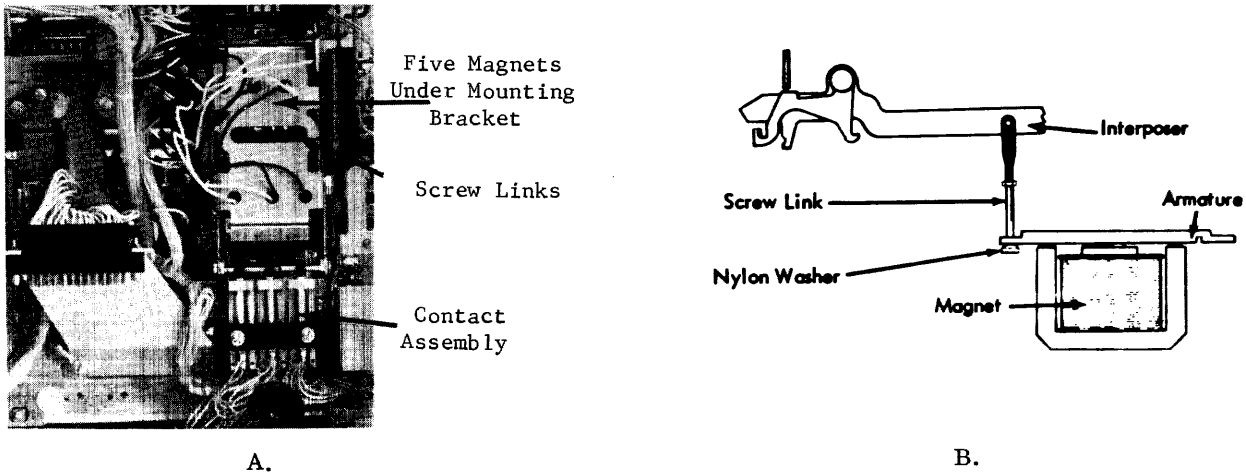 Five Magnets
Under Mounting
Bracket
Screw Links
Contact
Assembly
A.
Interposer
Screw Link
Armature
Nylon Washer
Magnet
B.